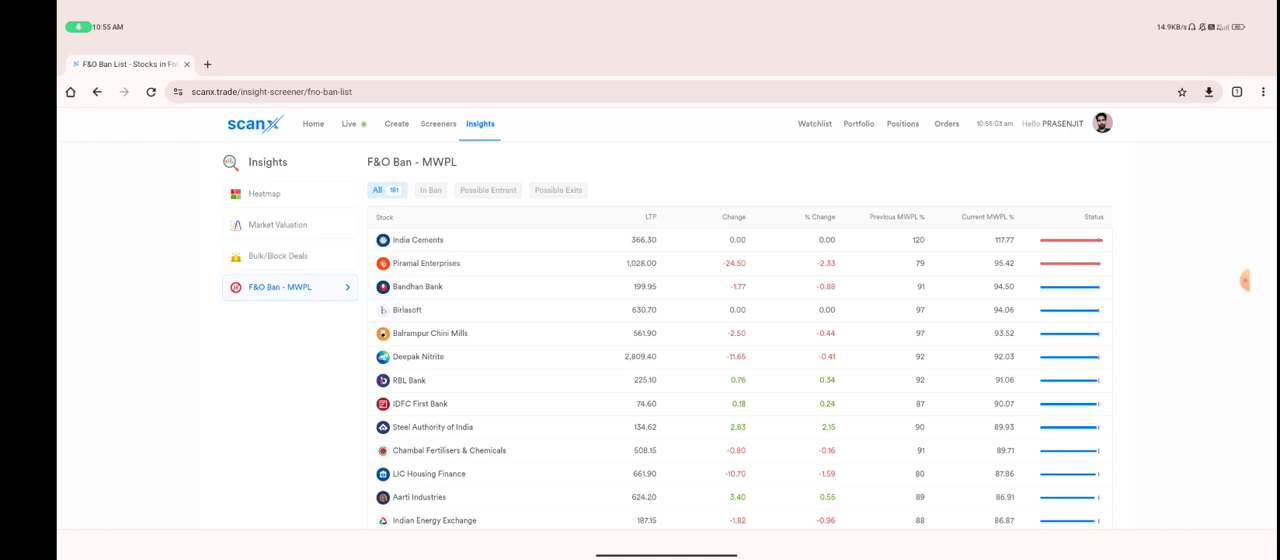 10:55 AM
14.9KB/s
F&O Ban List - Stocks in Fn
scanx.trade/insight-screener/fno-ban-list
1
scanx Home Live Create Screeners Insights Watchlist Portfolio Positions Orders 10:58:03 am Hello PRASENJIT
Insights
Heatmap
Market Valuation
Bulk/Block Deals
F&O Ban - MWPL
F&O Ban - MWPL
All 181 In Ban Possible Entrant Possible Exits
Stock LTP Change % Change Previous MWPL % Current MWPL % Status
India Cements 366.30 0.00 0.00 120 117.77
Piramal Enterprises 1,028.00 -24.50 -2.33 79 95.42
Bandhan Bank 199.95 -1.77 -0.88 91 94.50
Birlasoft 630.70 0.00 0.00 97 94.06
Balrampur Chini Mills 561.90 -2.50 -0.44 97 93.52
Deepak Nitrite 2,809.40 -11.65 -0.41 92 92.03
RBL Bank 225.10 0.76 0.34 92 91.06
IDFC First Bank 74.60 0.18 0.24 87 90.07
Steel Authority of India 134.62 2.83 2.15 90 89.93
Chambal Fertilisers & Chemicals 508.15 -0.80 -0.16 91 89.71
LIC Housing Finance 661.90 -10.70 -1.59 80 87.86
Aarti Industries 624.20 3.40 0.55 89 86.91
Indian Energy Exchange 187.15 -1.82 -0.96 88 86.87